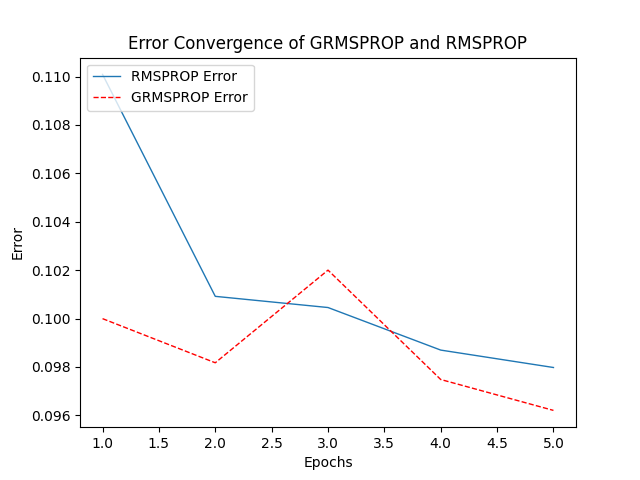 Error Convergence of GRMSPROP and RMSPROP
RMSPROP Error
GRMSPROP Error
0.110
0.108
0.106
0.104
0.102
0.100
0.098
0.096
Error
1.0 1.5 2.0 2.5 3.0 3.5 4.0 4.5 5.0
Epochs